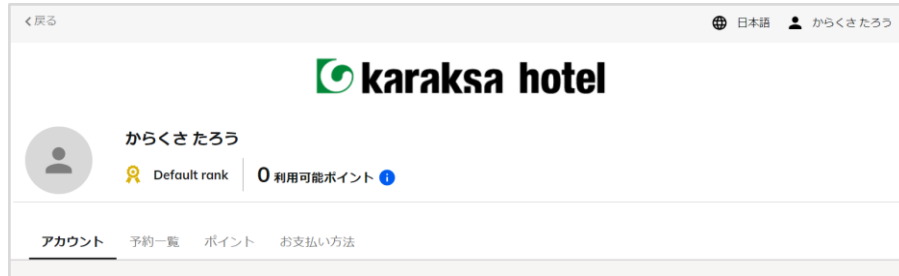 戻る
日本語 からくさ たろう
karaksa hotel
からくさ たろう
Default rank 0 利用可能ポイント
アカウント 予約一覧 ポイント お支払い方法